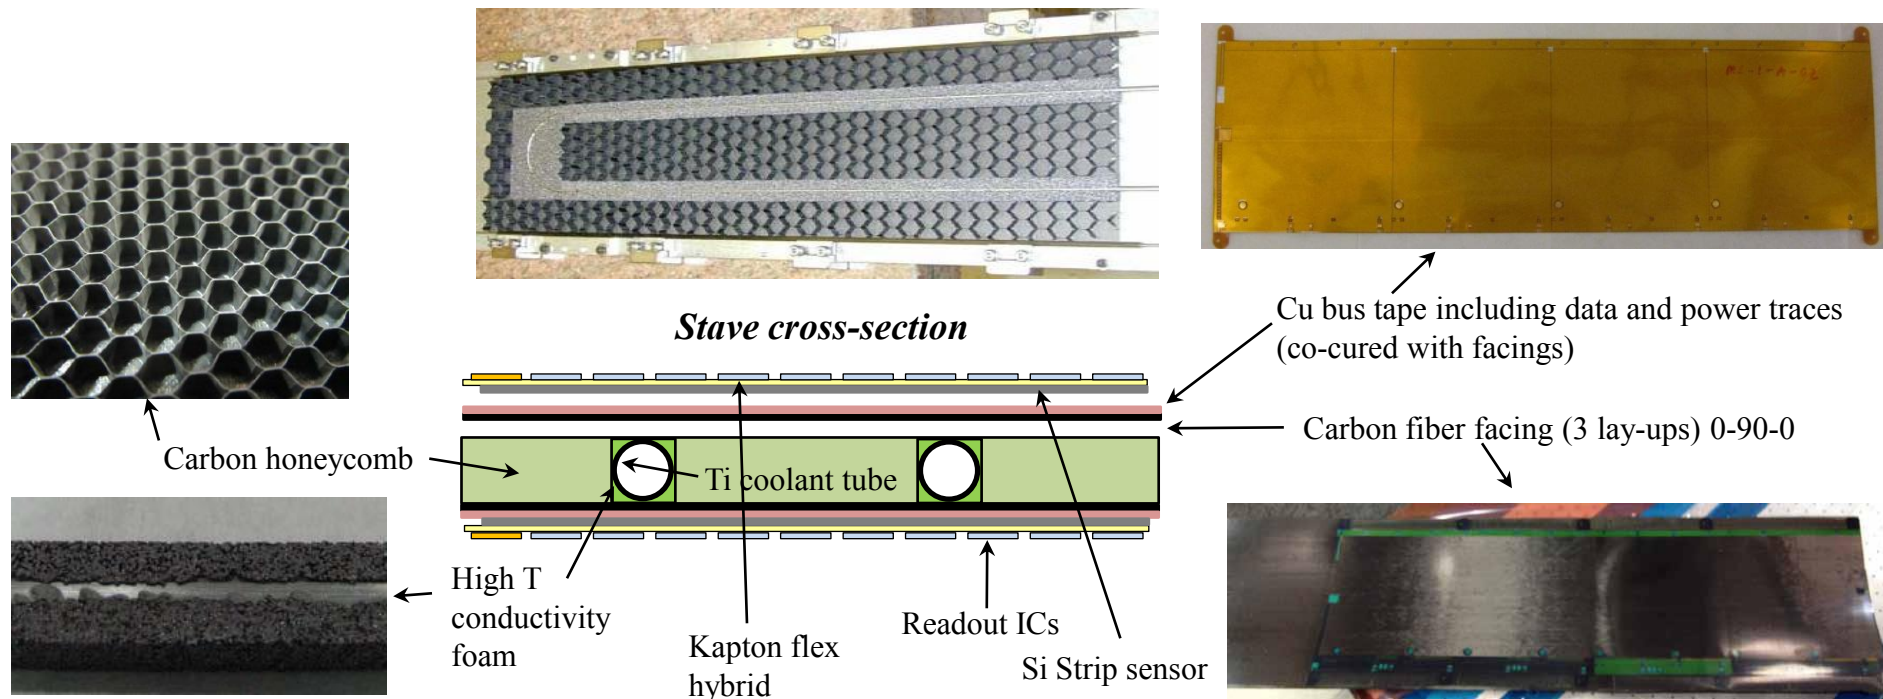 Stave cross-section
Cu bus tape including data and power traces
(co-cured with facings)
Carbon fiber facing (3 lay-ups) 0-90-0
Carbon honeycomb
Ti coolant tube
High T
conductivity
foam
Kapton flex
hybrid
Readout ICs
Si Strip sensor